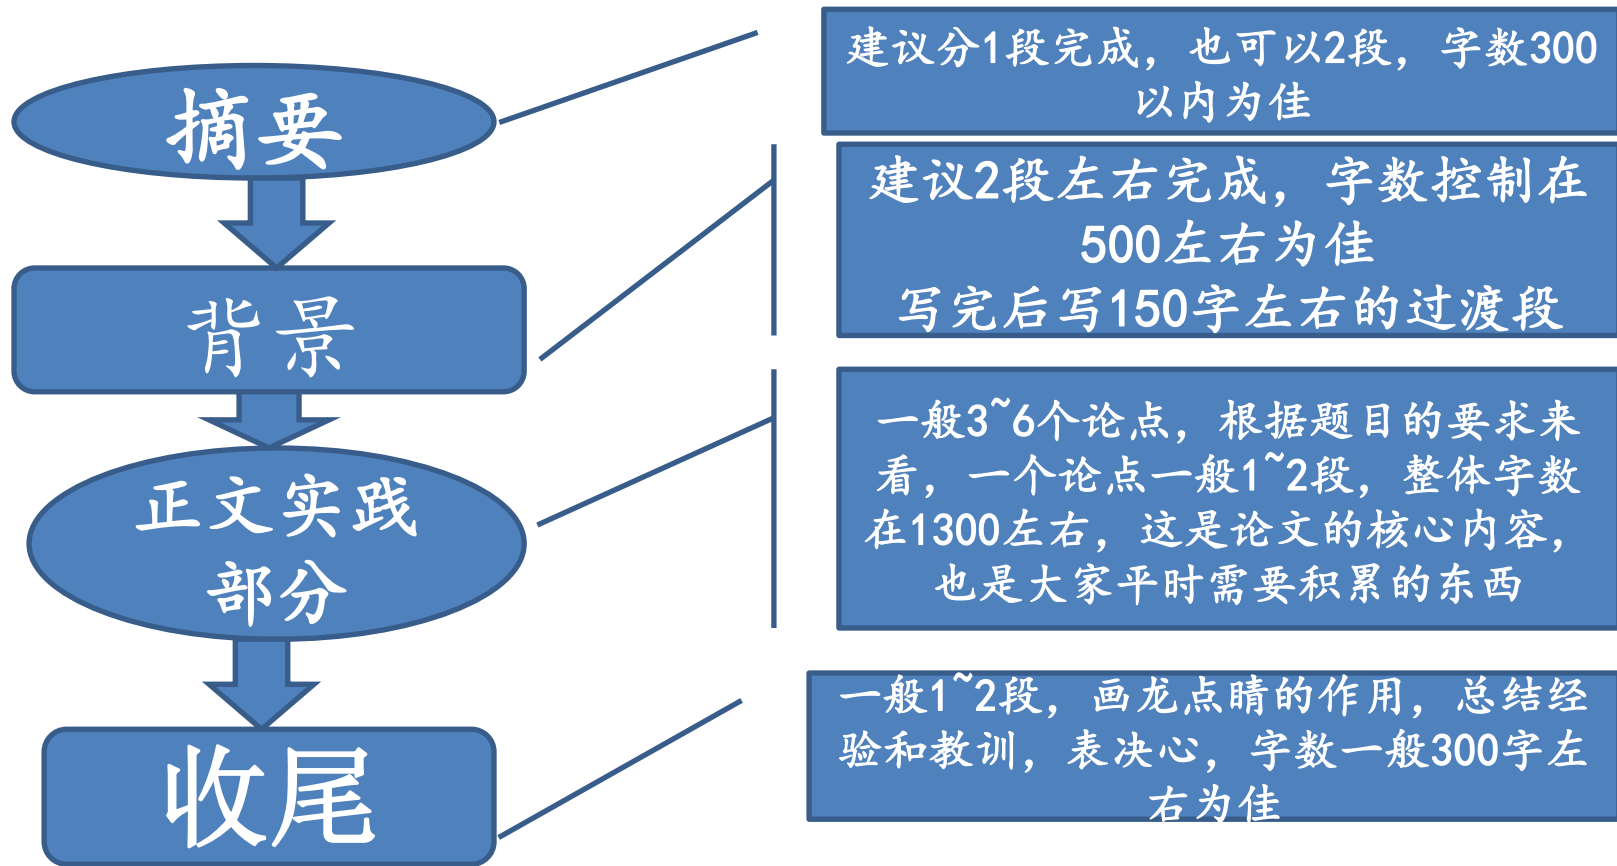 摘要
建议分1段完成，也可以2段，字数300
以内为佳
背景
建议2段左右完成，字数控制在
500左右为佳
写完后写150字左右的过渡段
正文实践
部分
一般3~6个论点，根据题目的要求来
看，一个论点一般1~2段，整体字数
在1300左右，这是论文的核心内容，
也是大家平时需要积累的东西
收尾
一般1~2段，画龙点睛的作用，总结经
验和教训，表决心，字数一般300字左
右为佳